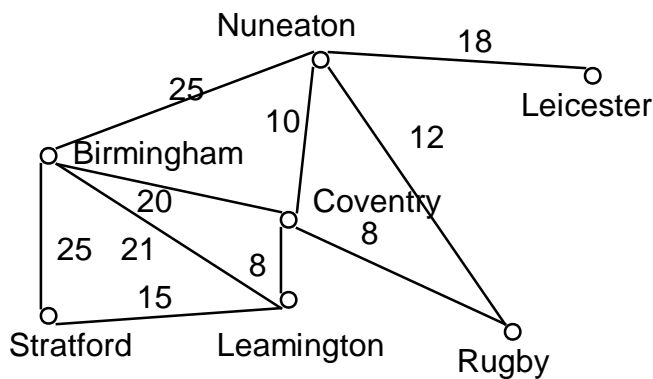 Nuneaton
18
25
Leicester
10
12
Birmingham
20
Coventry
8
25
21
8
15
Stratford
Leamington
Rugby